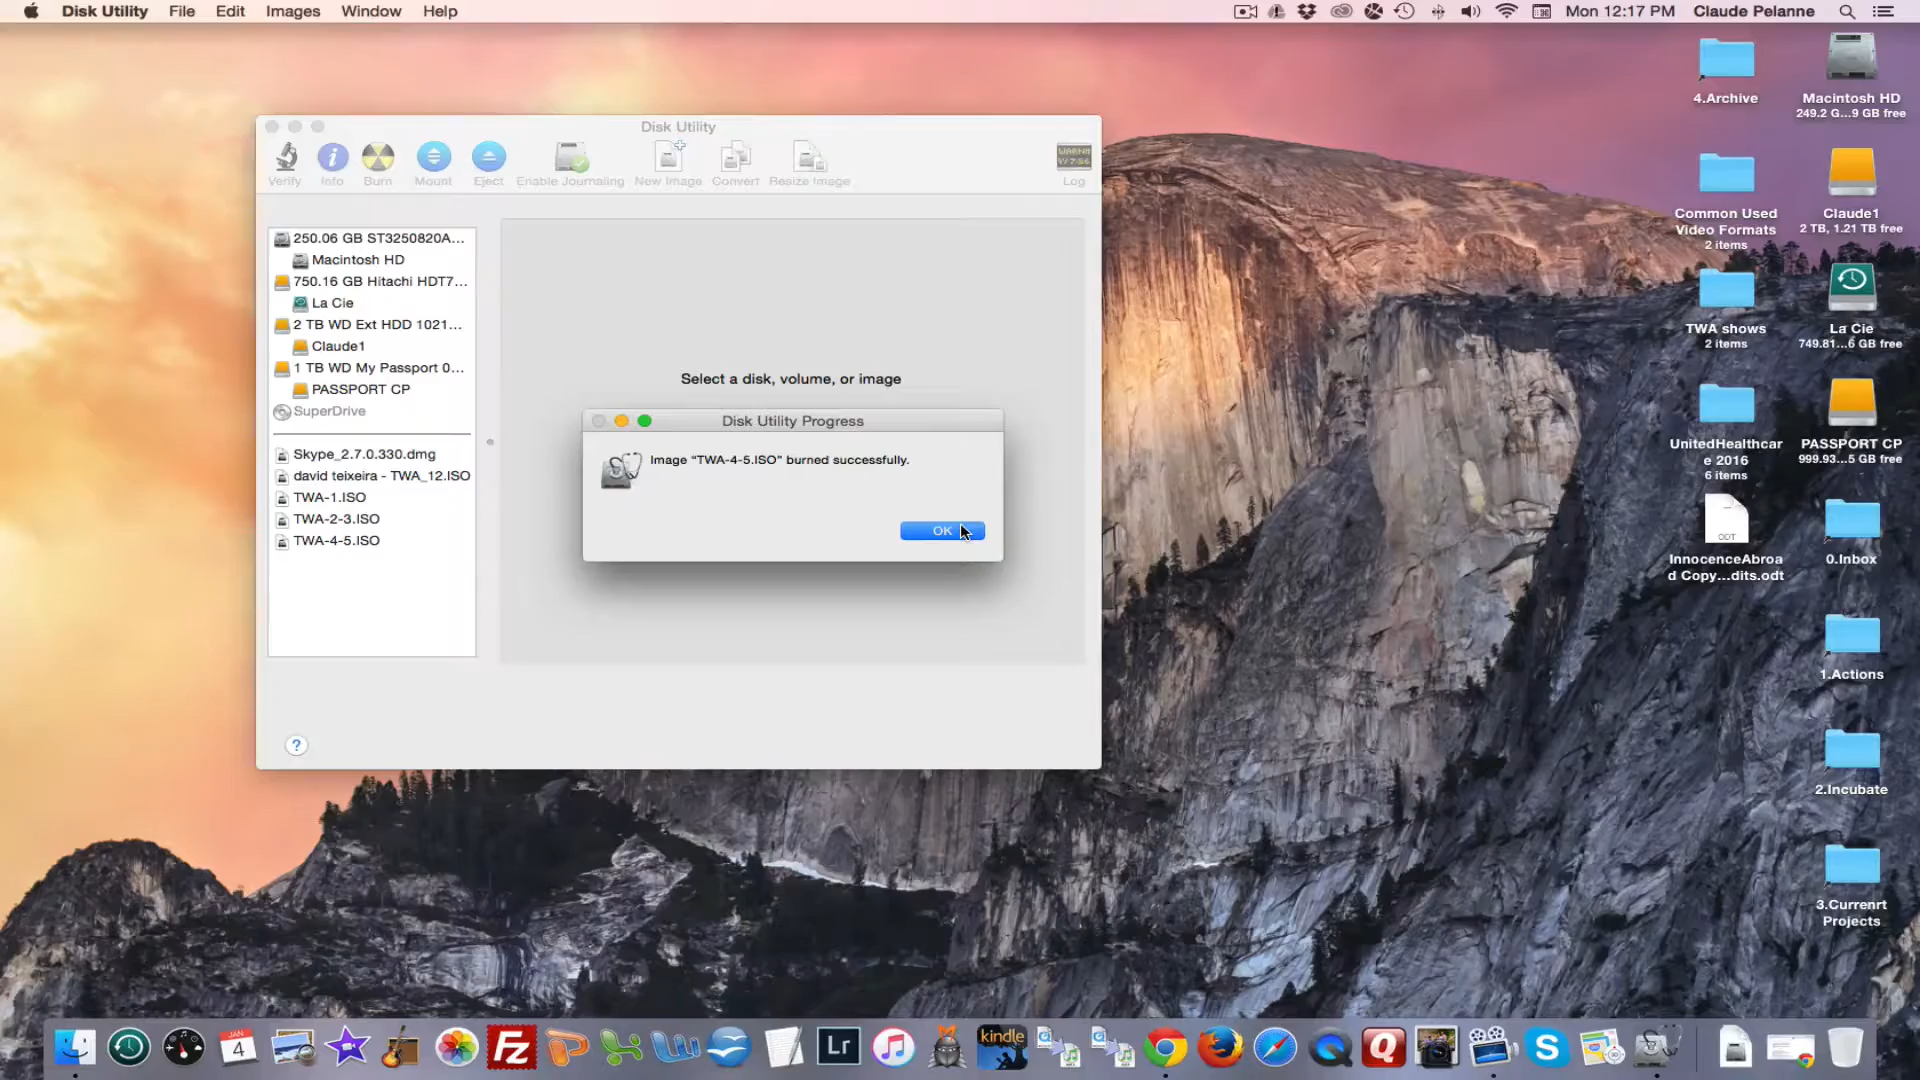 Disk Utility File Edit Images Window Help
Mon 12:17 PM Claude Pelanne
Disk Utility
Verify Info Burn Mount Eject Enable Journaling New Image Convert Resize Image Log
250.06 GB ST3250820A...
Macintosh HD
750.16 GB Hitachi HDT7...
La Cie
2 TB WD Ext HDD 1021...
Claude1
1 TB WD My Passport 0...
PASSPORT CP
SuperDrive
Skype_2.7.0.330.dmg
david teixeira - TWA_12.ISO
TWA-1.ISO
TWA-2-3.ISO
TWA-4-5.ISO
Select a disk, volume, or image
Disk Utility Progress
Image “TWA-4-5.ISO” burned successfully.
OK
?
4.Archive
Common Used
Video Formats
2 items
TWA shows
2 items
UnitedHealthcar
e 2016
6 items
ODT
InnocenceAbroa
d Copy...dits.odt
Macintosh HD
249.2 G...9 GB free
Claude1
2 TB, 1.21 TB free
La Cie
749.81...6 GB free
PASSPORT CP
999.93...5 GB free
0.Inbox
1.Actions
2.Incubate
3.Currenrt
Projects
JAN
4
Fz
Lr
kindle
Q
S